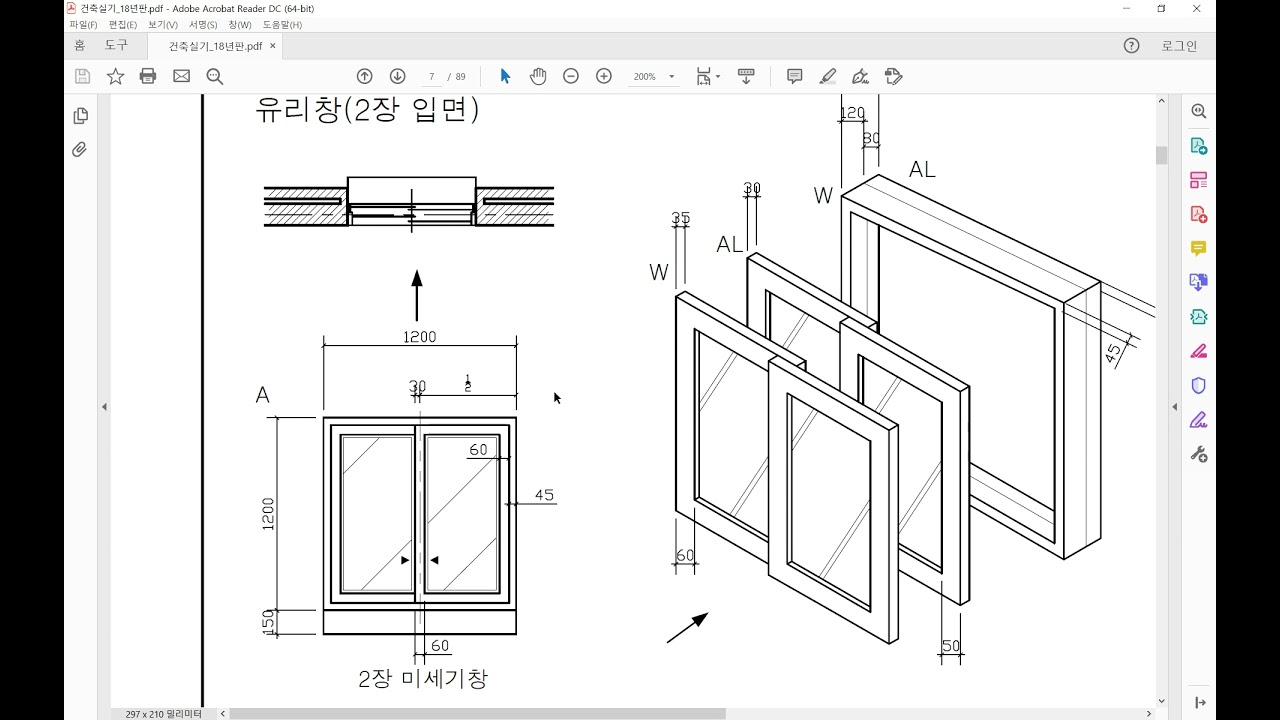 건축실기_18년판.pdf - Adobe Acrobat Reader DC (64-bit)
파일(F) 편집(E) 보기(V) 서명(S) 창(W) 도움말(H)
홈 도구 건축실기_18년판.pdf × 로그인
7 / 89 200%
유리창(2장 입면)
120
80
AL
W
30
35
AL
W
45
1200
A
30
1
2
60
45
1200
150
60
60
50
2장 미세기창
297 x 210 밀리미터